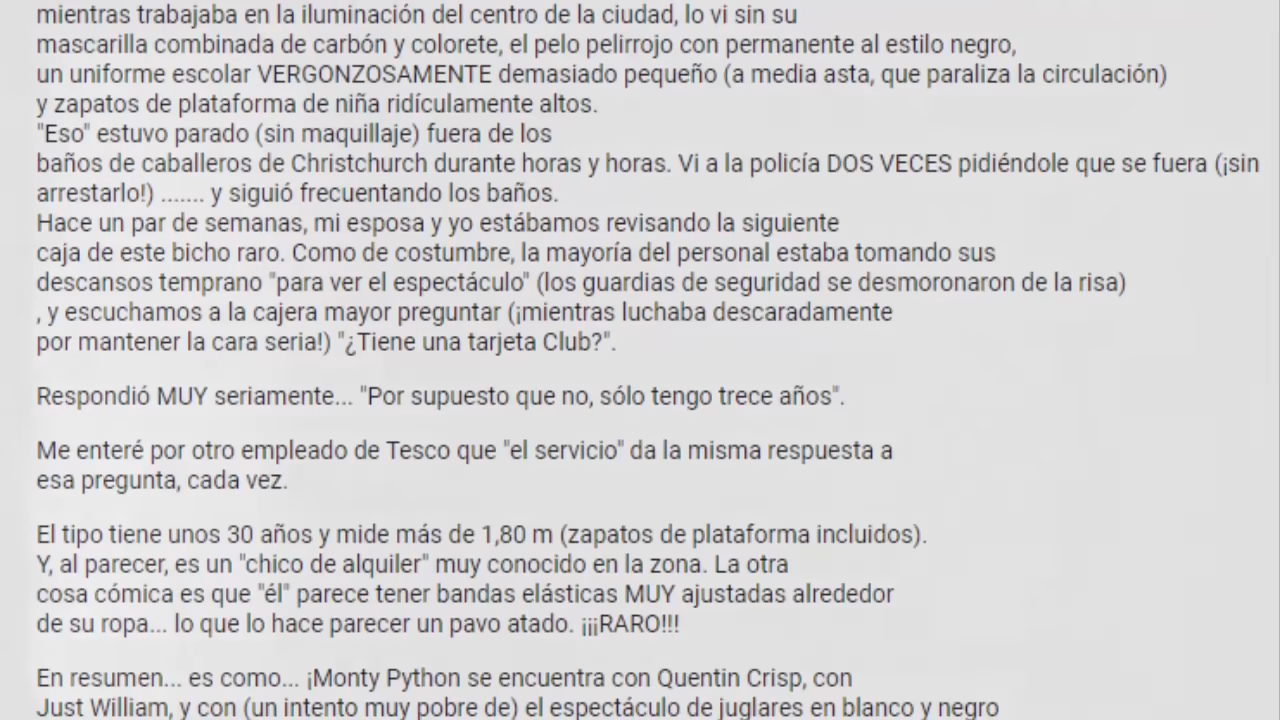 mientras trabajaba en la iluminación del centro de la ciudad, lo vi sin su
mascarilla combinada de carbón y colorete, el pelo pelirrojo con permanente al estilo negro,
un uniforme escolar VERGONZOSAMENTE demasiado pequeño (a media asta, que paraliza la circulación)
y zapatos de plataforma de niña ridículamente altos.
"Eso" estuvo parado (sin maquillaje) fuera de los
baños de caballeros de Christchurch durante horas y horas. Vi a la policía DOS VECES pidiéndole que se fuera (¡sin
arrestarlo!) ....... y siguió frecuentando los baños.
Hace un par de semanas, mi esposa y yo estábamos revisando la siguiente
caja de este bicho raro. Como de costumbre, la mayoría del personal estaba tomando sus
descansos temprano "para ver el espectáculo" (los guardias de seguridad se desmoronaron de la risa)
, y escuchamos a la cajera mayor preguntar (¡mientras luchaba descaradamente
por mantener la cara seria!) "¿Tiene una tarjeta Club?".
Respondió MUY seriamente... "Por supuesto que no, sólo tengo trece años".
Me enteré por otro empleado de Tesco que "el servicio" da la misma respuesta a
esa pregunta, cada vez.
El tipo tiene unos 30 años y mide más de 1,80 m (zapatos de plataforma incluidos).
Y, al parecer, es un "chico de alquiler" muy conocido en la zona. La otra
cosa cómica es que "él" parece tener bandas elásticas MUY ajustadas alrededor
de su ropa... lo que lo hace parecer un pavo atado. ¡¡¡RARO!!!
En resumen... es como... ¡Monty Python se encuentra con Quentin Crisp, con
Just William, y con (un intento muy pobre de) el espectáculo de juglares en blanco y negro